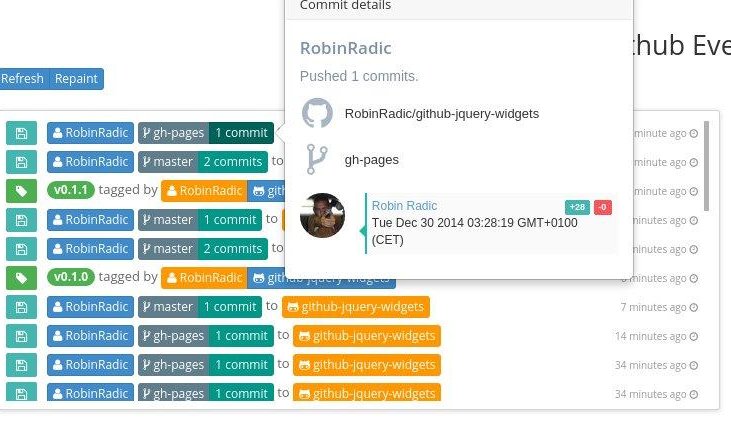 Commit details
RobinRadic
Pushed 1 commits.
RobinRadic/github-jquery-widgets
gh-pages
Robin Radic +28 -0
Tue Dec 30 2014 03:28:19 GMT+0100
(CET)
Refresh Repaint
RobinRadic gh-pages 1 commit minute ago
RobinRadic master 2 commits to minute ago
v0.1.1 tagged by RobinRadic minute ago
RobinRadic master 1 commit to minutes ago
RobinRadic master 2 commits to minutes ago
v0.1.0 tagged by RobinRadic github-jquery-widgets minutes ago
RobinRadic master 1 commit to github-jquery-widgets 7 minutes ago
RobinRadic gh-pages 1 commit to github-jquery-widgets 14 minutes ago
RobinRadic gh-pages 1 commit to github-jquery-widgets 34 minutes ago
RobinRadic gh-pages 1 commit to github-jquery-widgets 34 minutes ago